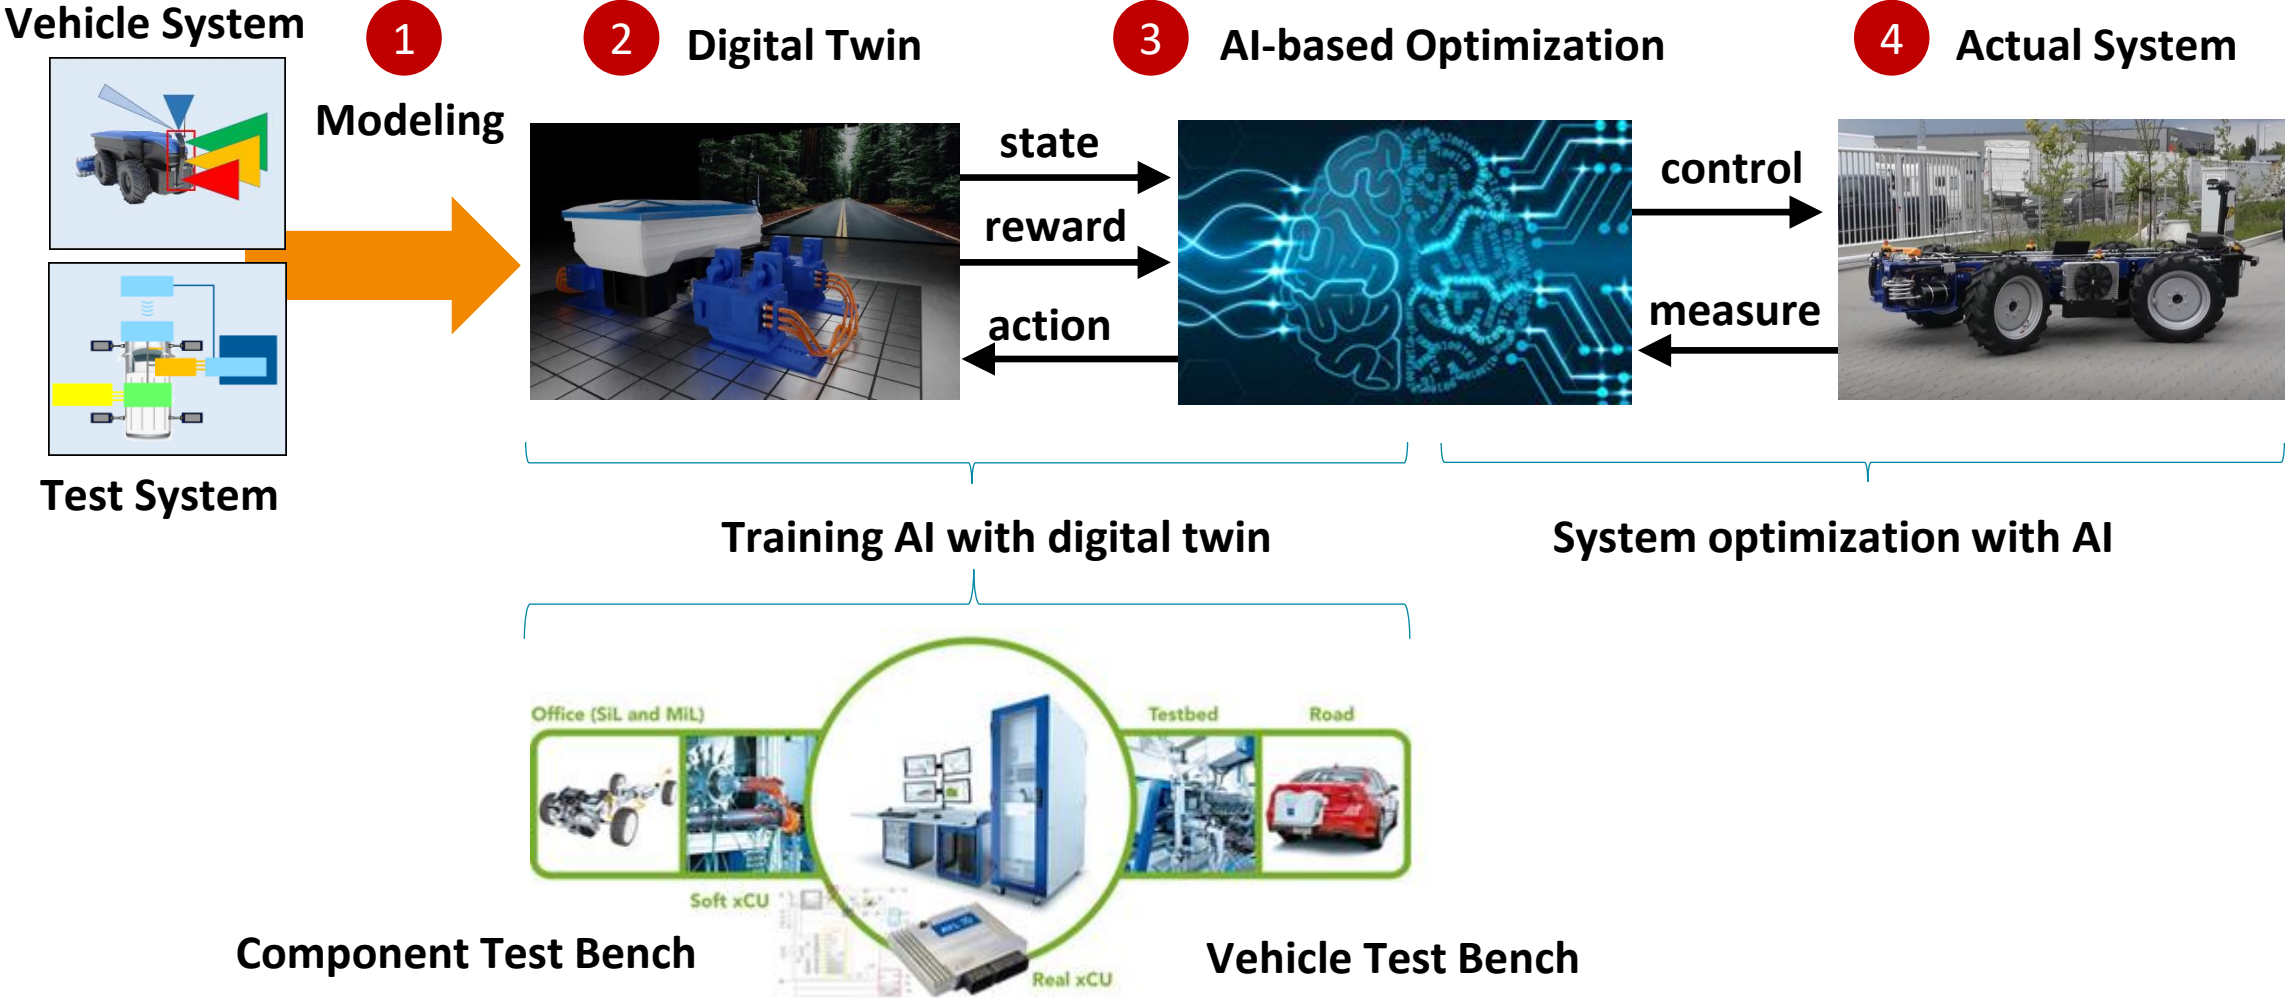 Vehicle System
1
Modeling
2
Digital Twin
3
AI-based Optimization
4
Actual System
state
reward
action
control
measure
Test System
Training AI with digital twin
System optimization with AI
Office (SiL and MiL)
Testbed
Road
Soft xCU
Real xCU
Component Test Bench
Vehicle Test Bench